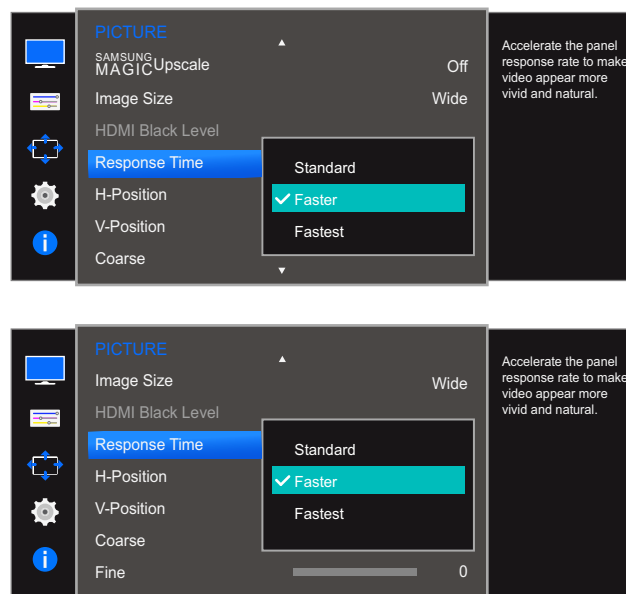 PICTURE
SAMSUNG
MAGIC Upscale
Off
Image Size
Wide
HDMI Black Level
Response Time
Standard
H-Position
Faster
V-Position
Fastest
Coarse
Accelerate the panel
response rate to make
video appear more
vivid and natural.
PICTURE
Image Size
Wide
HDMI Black Level
Response Time
Standard
H-Position
Faster
V-Position
Fastest
Coarse
Fine
0
Accelerate the panel
response rate to make
video appear more
vivid and natural.